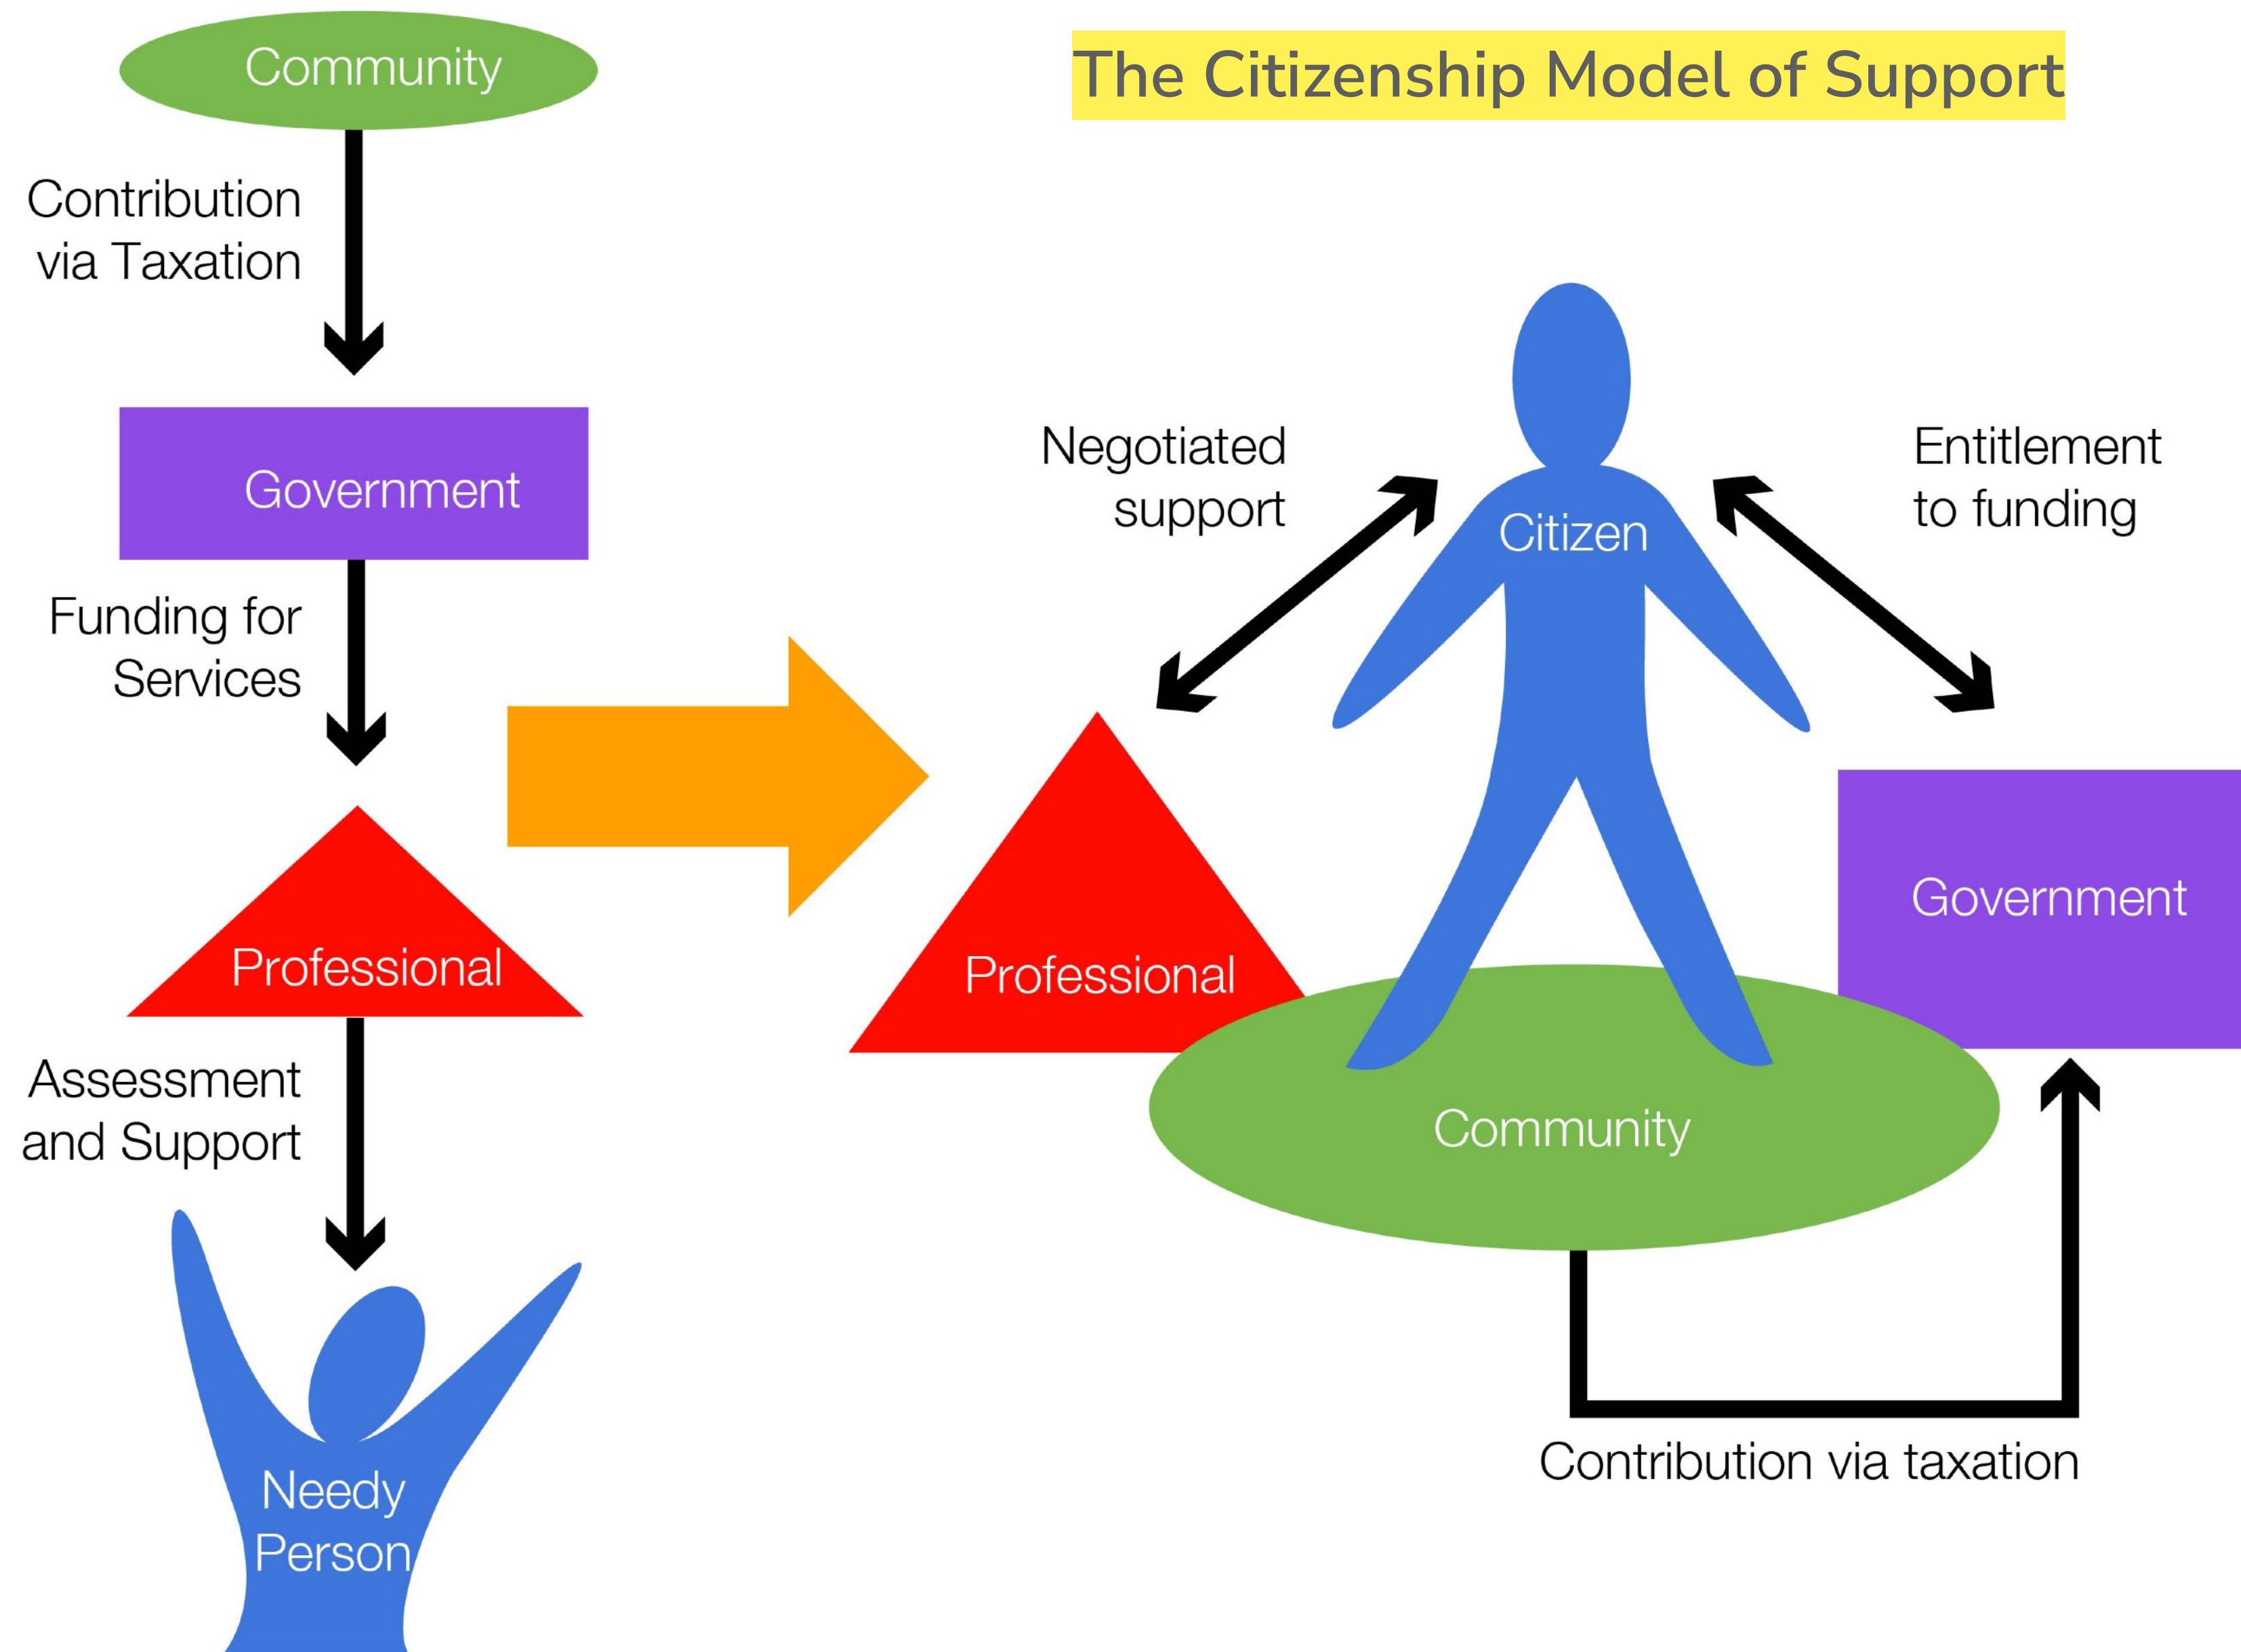 The Citizenship Model of Support
Community
Contribution
via Taxation
Government
Funding for
Services
Professional
Assessment
and Support
Needy
Person
Negotiated
support
Citizen
Entitlement
to funding
Professional
Government
Community
Contribution via taxation